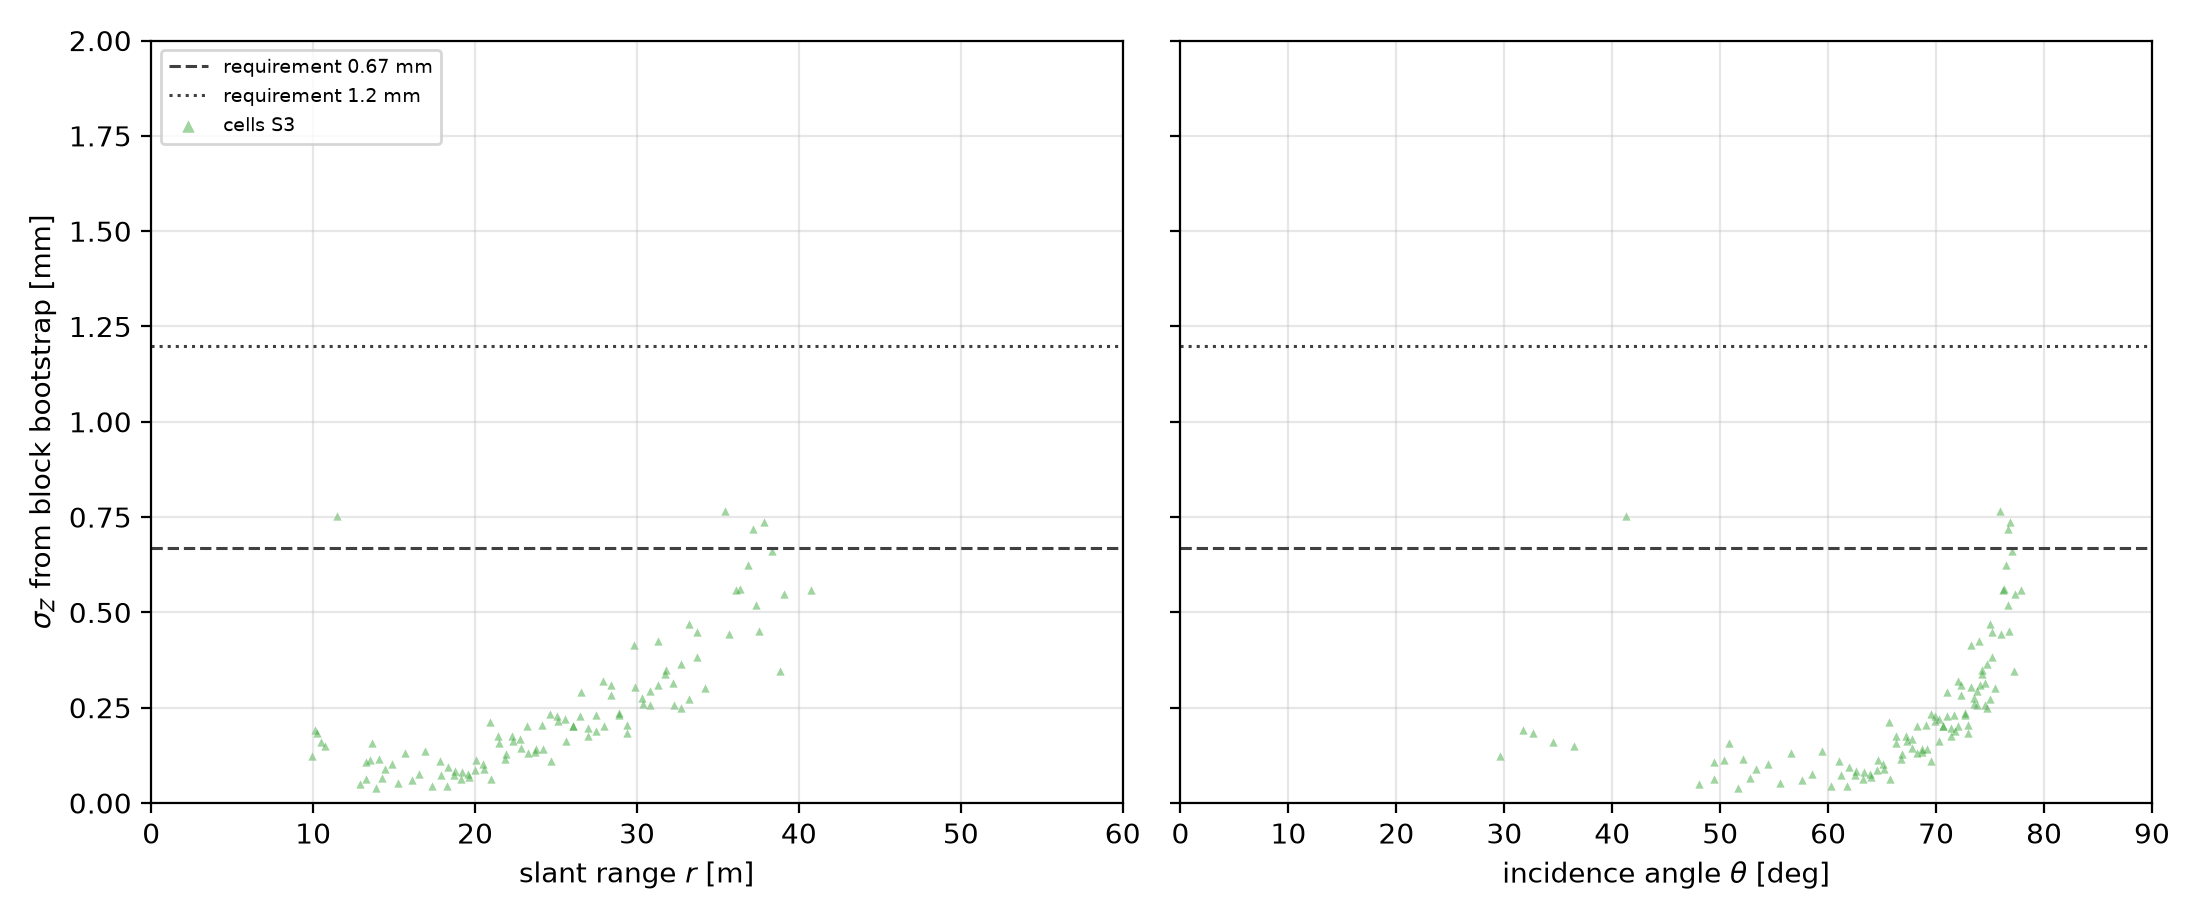 2.00
1.75
1.50
1.25
1.00
0.75
0.50
0.25
0.00
σZ from block bootstrap [mm]
requirement 0.67 mm
requirement 1.2 mm
cells S3
0 10 20 30 40 50 60
slant range r [m]
0 10 20 30 40 50 60 70 80 90
incidence angle θ [deg]